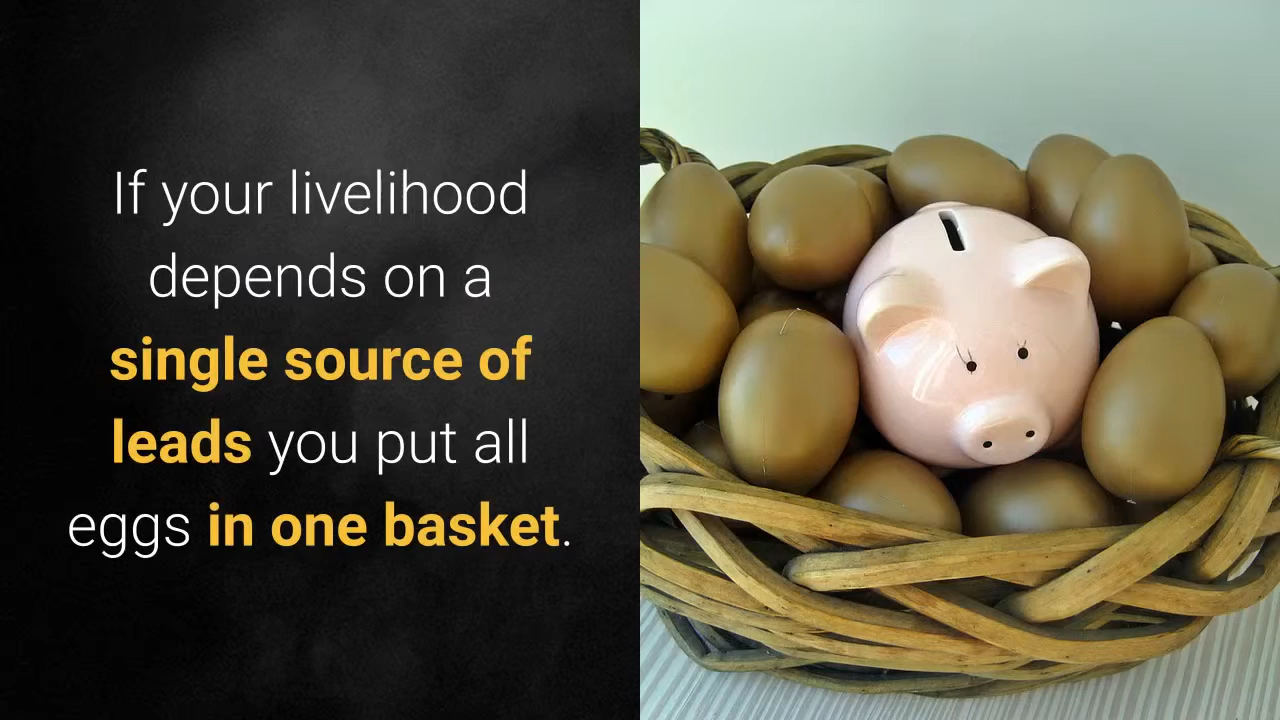 If your livelihood
depends on a
single source of
leads you put all
eggs in one basket.